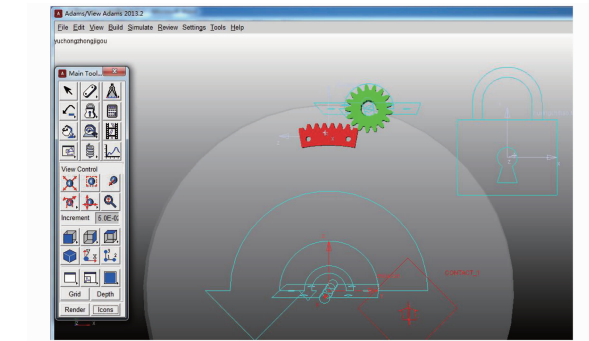 Adams/View Adams 2013.2
File Edit View Build Simulate Review Settings Tools Help
yuchongzhongjigou
Main Tool...
View Control
Increment
Grid Depth
Render Icons